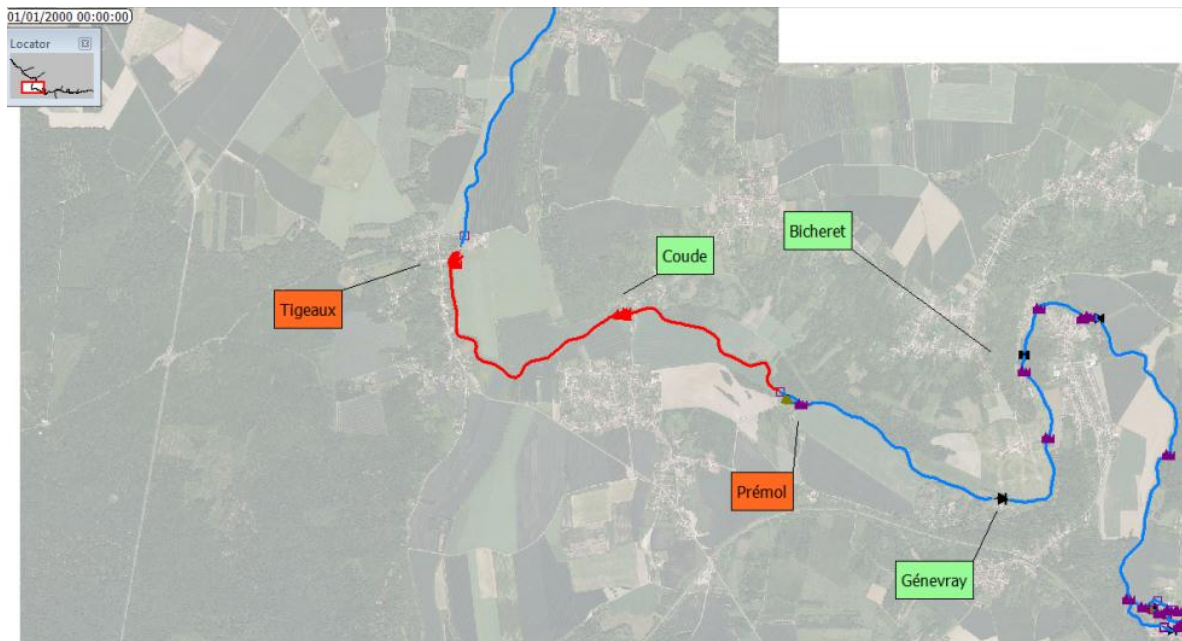 01/01/2000 00:00:00
Locator
Bicheret
Coude
Tigeaux
Prémol
Génevray